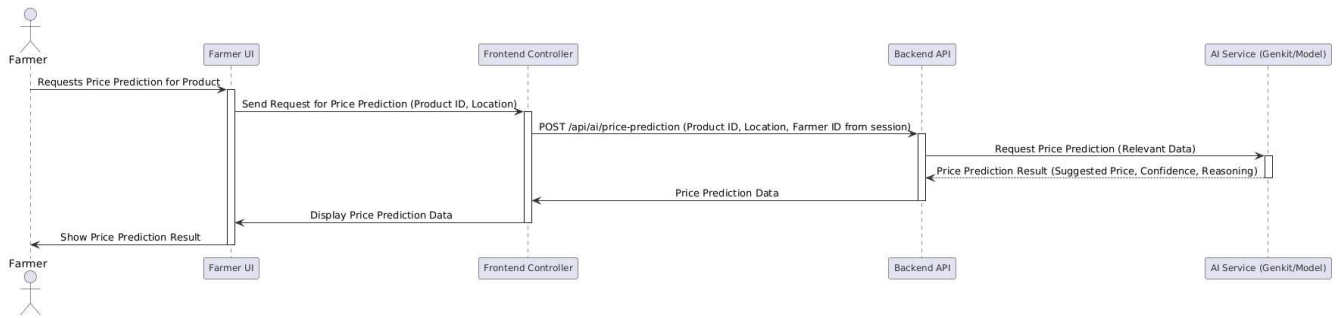 Farmer
Farmer UI
Frontend Controller
Backend API
AI Service (Genkit/Model)
Requests Price Prediction for Product
Send Request for Price Prediction (Product ID, Location)
POST /api/ai/price-prediction (Product ID, Location, Farmer ID from session)
Request Price Prediction (Relevant Data)
Price Prediction Result (Suggested Price, Confidence, Reasoning)
Price Prediction Data
Display Price Prediction Data
Show Price Prediction Result
Farmer
Farmer UI
Frontend Controller
Backend API
AI Service (Genkit/Model)